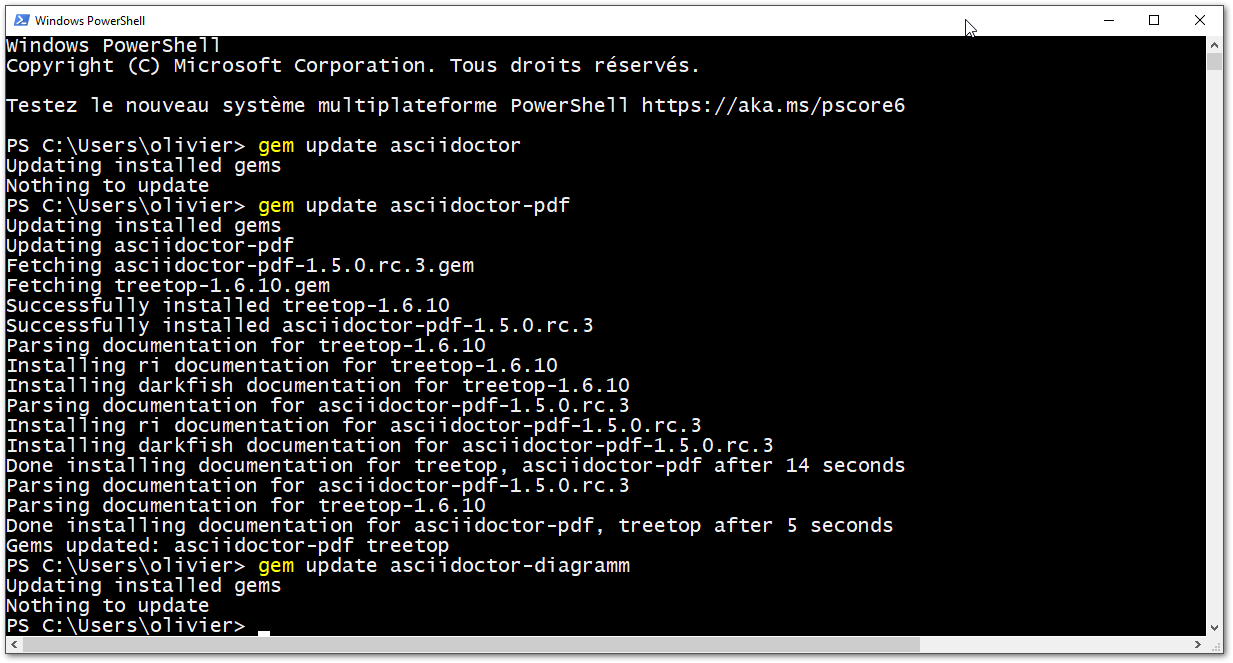 Windows PowerShell
Windows PowerShell
Copyright (C) Microsoft Corporation. Tous droits réservés.
Testez le nouveau système multiplateforme PowerShell https://aka.ms/pscore6
PS C:\Users\olivier> gem update asciidoctor
Updating installed gems
Nothing to update
PS C:\Users\olivier> gem update asciidoctor-pdf
Updating installed gems
Updating asciidoctor-pdf
Fetching asciidoctor-pdf-1.5.0.rc.3.gem
Fetching treetop-1.6.10.gem
Successfully installed treetop-1.6.10
Successfully installed asciidoctor-pdf-1.5.0.rc.3
Parsing documentation for treetop-1.6.10
Installing ri documentation for treetop-1.6.10
Installing darkfish documentation for treetop-1.6.10
Parsing documentation for asciidoctor-pdf-1.5.0.rc.3
Installing ri documentation for asciidoctor-pdf-1.5.0.rc.3
Installing darkfish documentation for asciidoctor-pdf-1.5.0.rc.3
Done installing documentation for treetop, asciidoctor-pdf after 14 seconds
Parsing documentation for asciidoctor-pdf-1.5.0.rc.3
Parsing documentation for treetop-1.6.10
Done installing documentation for asciidoctor-pdf, treetop after 5 seconds
Gems updated: asciidoctor-pdf treetop
PS C:\Users\olivier> gem update asciidoctor-diagramm
Updating installed gems
Nothing to update
PS C:\Users\olivier>